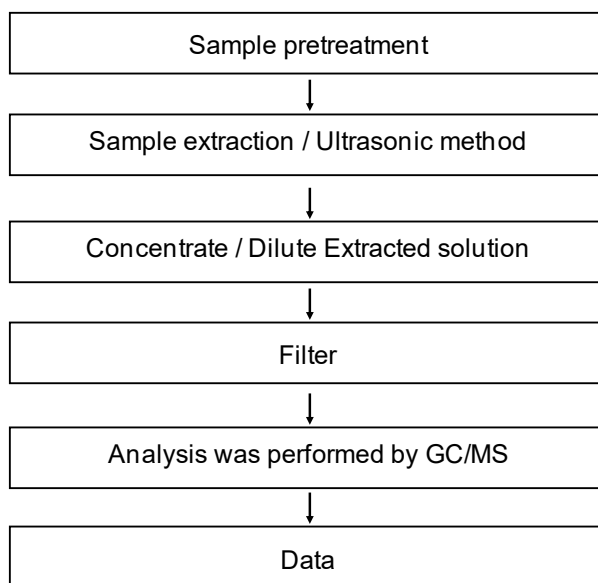 Sample pretreatment
Sample extraction / Ultrasonic method
Concentrate / Dilute Extracted solution
Filter
Analysis was performed by GC/MS
Data